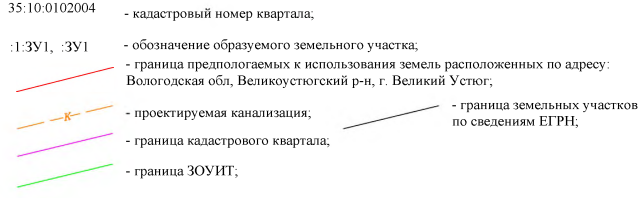 35:10:0102004 - кадастровый номер квартала;
:1:ЗУ1, :ЗУ1 - обозначение образуемого земельного участка;
- граница предпологаемых к использования земель расположенных по адресу:
Вологодская обл, Великоустюгский р-н, г. Великий Устюг;
К - проектируемая канализация;
- граница земельных участков
по сведениям ЕГРН;
- граница кадастрового квартала;
- граница ЗОУИТ;